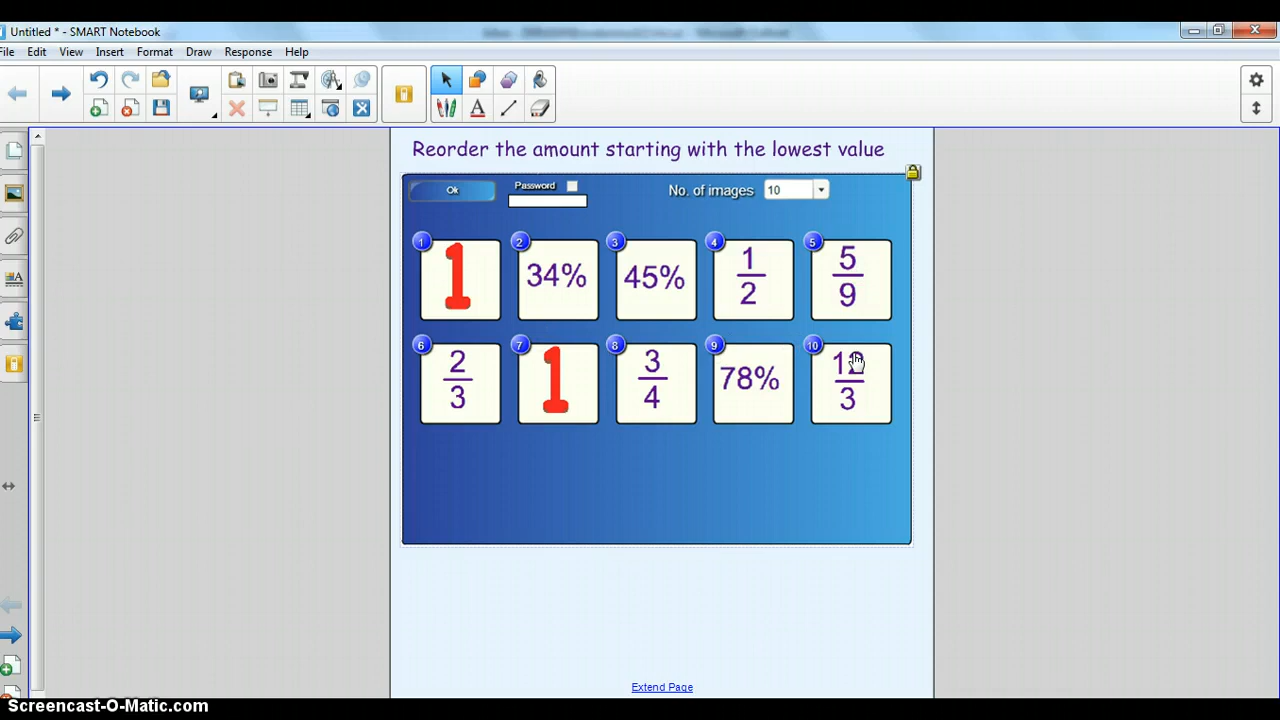 Untitled * - SMART Notebook
File Edit View Insert Format Draw Response Help
Reorder the amount starting with the lowest value
Ok Password No. of images 10
1 2 3 4 5
1 34% 45% 1/2 5/9
6 7 8 9 10
2/3 1 3/4 78% 12/3
Extend Page
Screencast-O-Matic.com